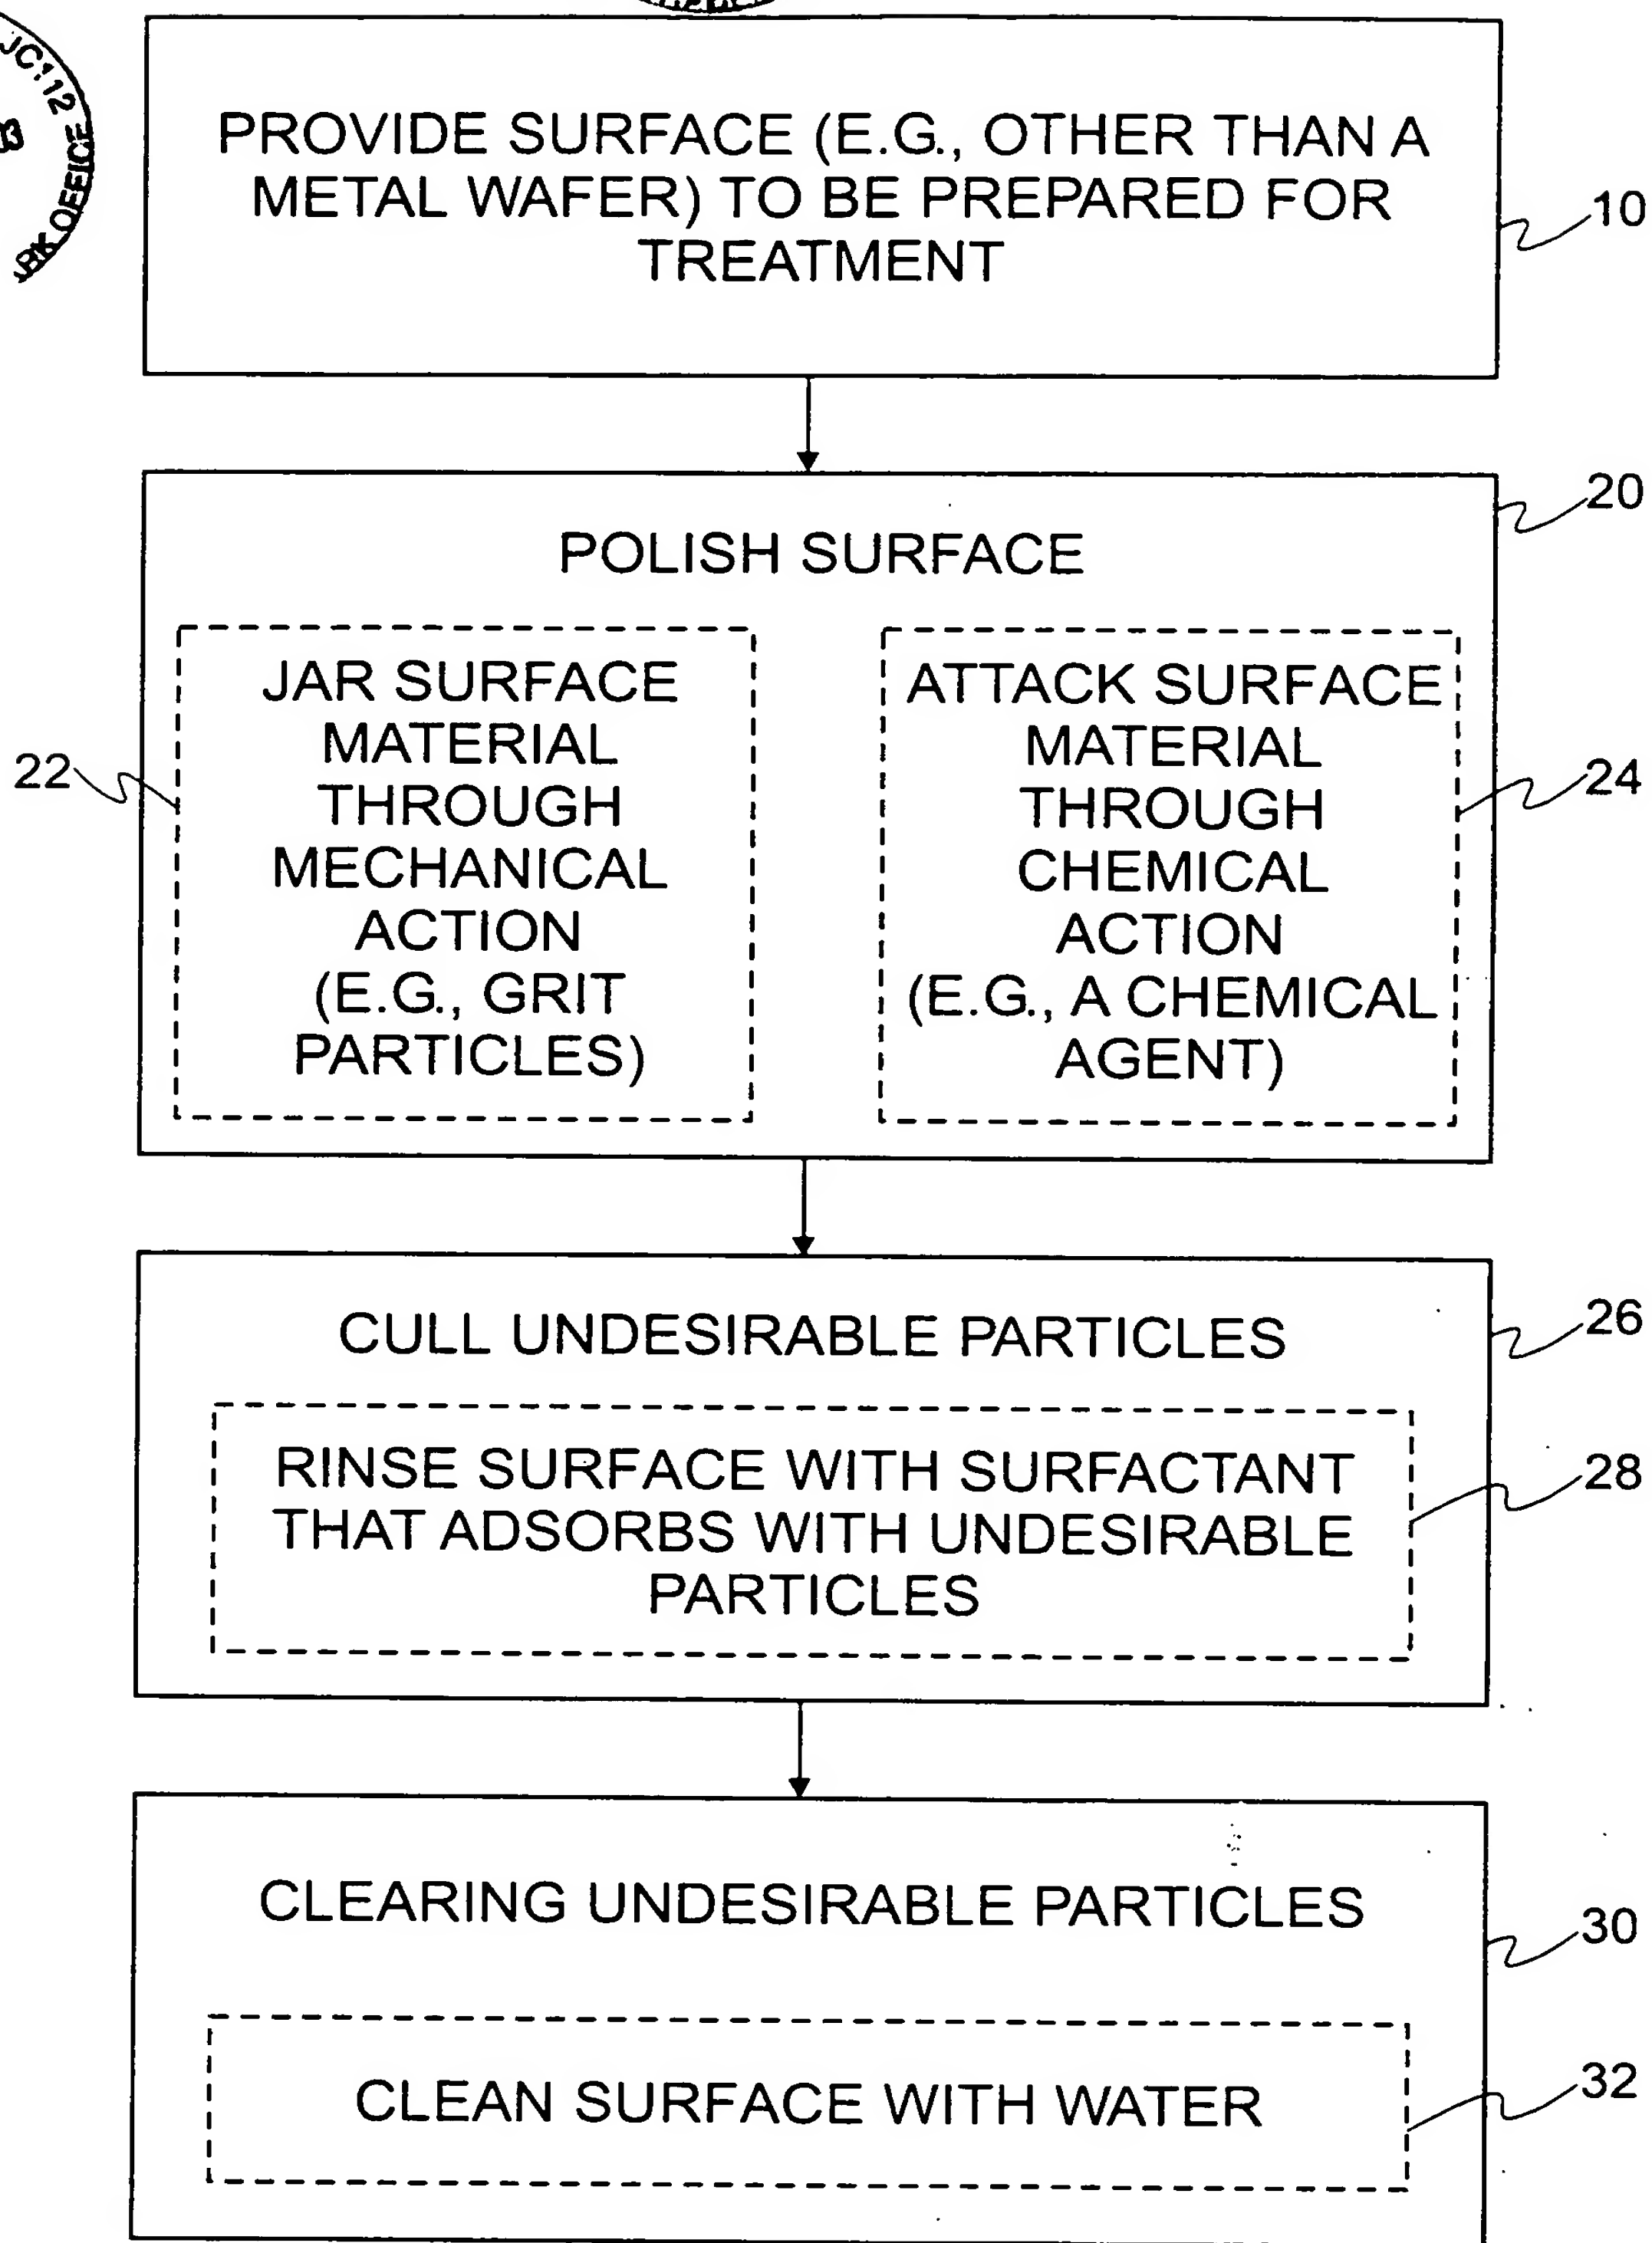 JC112
OFFICE
PROVIDE SURFACE (E.G., OTHER THAN A
METAL WAFER) TO BE PREPARED FOR
TREATMENT
10
20
POLISH SURFACE
JAR SURFACE
MATERIAL
THROUGH
MECHANICAL
ACTION
(E.G., GRIT
PARTICLES)
22
ATTACK SURFACE
MATERIAL
THROUGH
CHEMICAL
ACTION
(E.G., A CHEMICAL
AGENT)
24
CULL UNDESIRABLE PARTICLES
26
RINSE SURFACE WITH SURFACTANT
THAT ADSORBS WITH UNDESIRABLE
PARTICLES
28
CLEARING UNDESIRABLE PARTICLES
30
CLEAN SURFACE WITH WATER
32